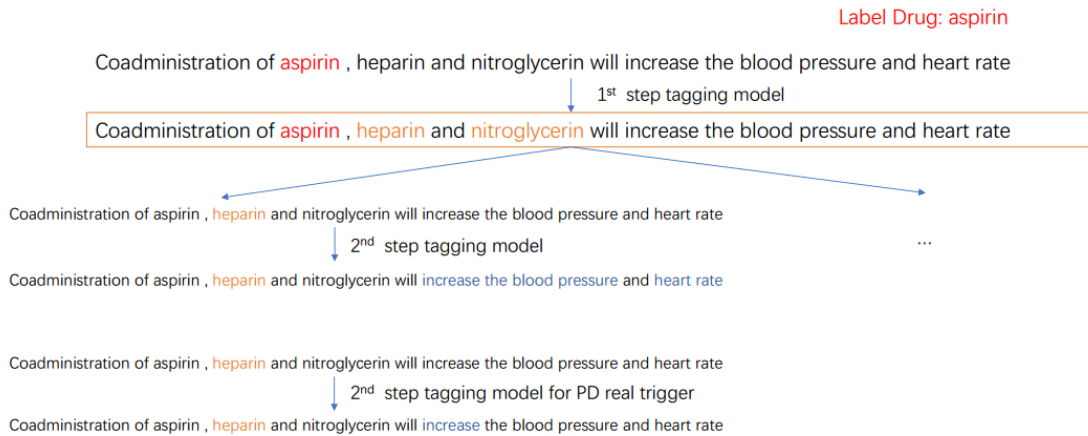 Label Drug: aspirin
Coadministration of aspirin , heparin and nitroglycerin will increase the blood pressure and heart rate
1st step tagging model
Coadministration of aspirin , heparin and nitroglycerin will increase the blood pressure and heart rate
Coadministration of aspirin , heparin and nitroglycerin will increase the blood pressure and heart rate
2nd step tagging model
...
Coadministration of aspirin , heparin and nitroglycerin will increase the blood pressure and heart rate
Coadministration of aspirin , heparin and nitroglycerin will increase the blood pressure and heart rate
2nd step tagging model for PD real trigger
Coadministration of aspirin , heparin and nitroglycerin will increase the blood pressure and heart rate